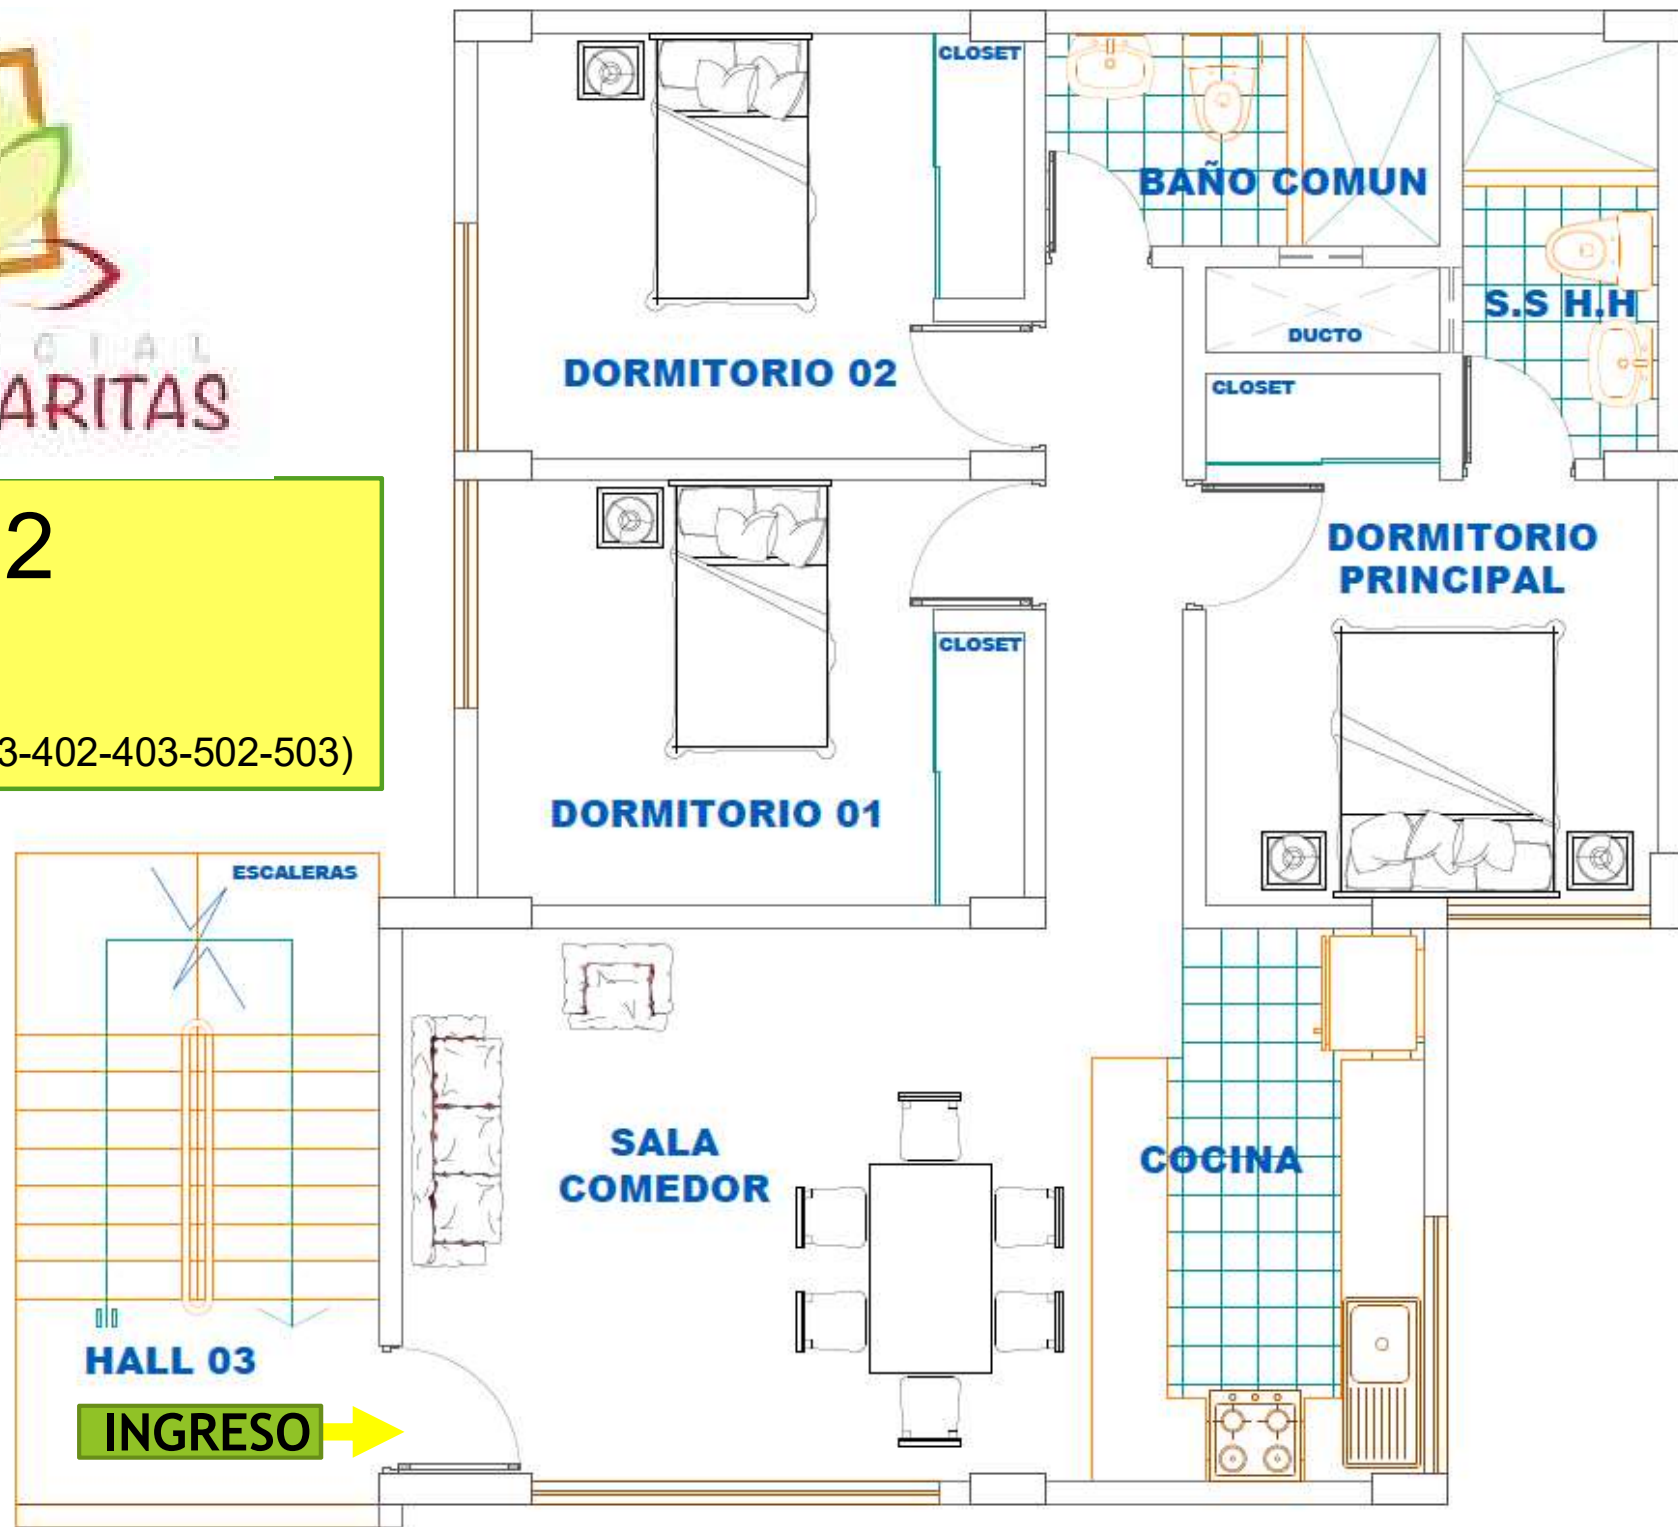 CLOSET
BAÑO COMUN
S.S H.H
DUCTO
CLOSET
DORMITORIO 02
ARITAS
2
DORMITORIO
PRINCIPAL
CLOSET
3-402-403-502-503)
DORMITORIO 01
ESCALERAS
SALA
COMEDOR
COCINA
HALL 03
INGRESO